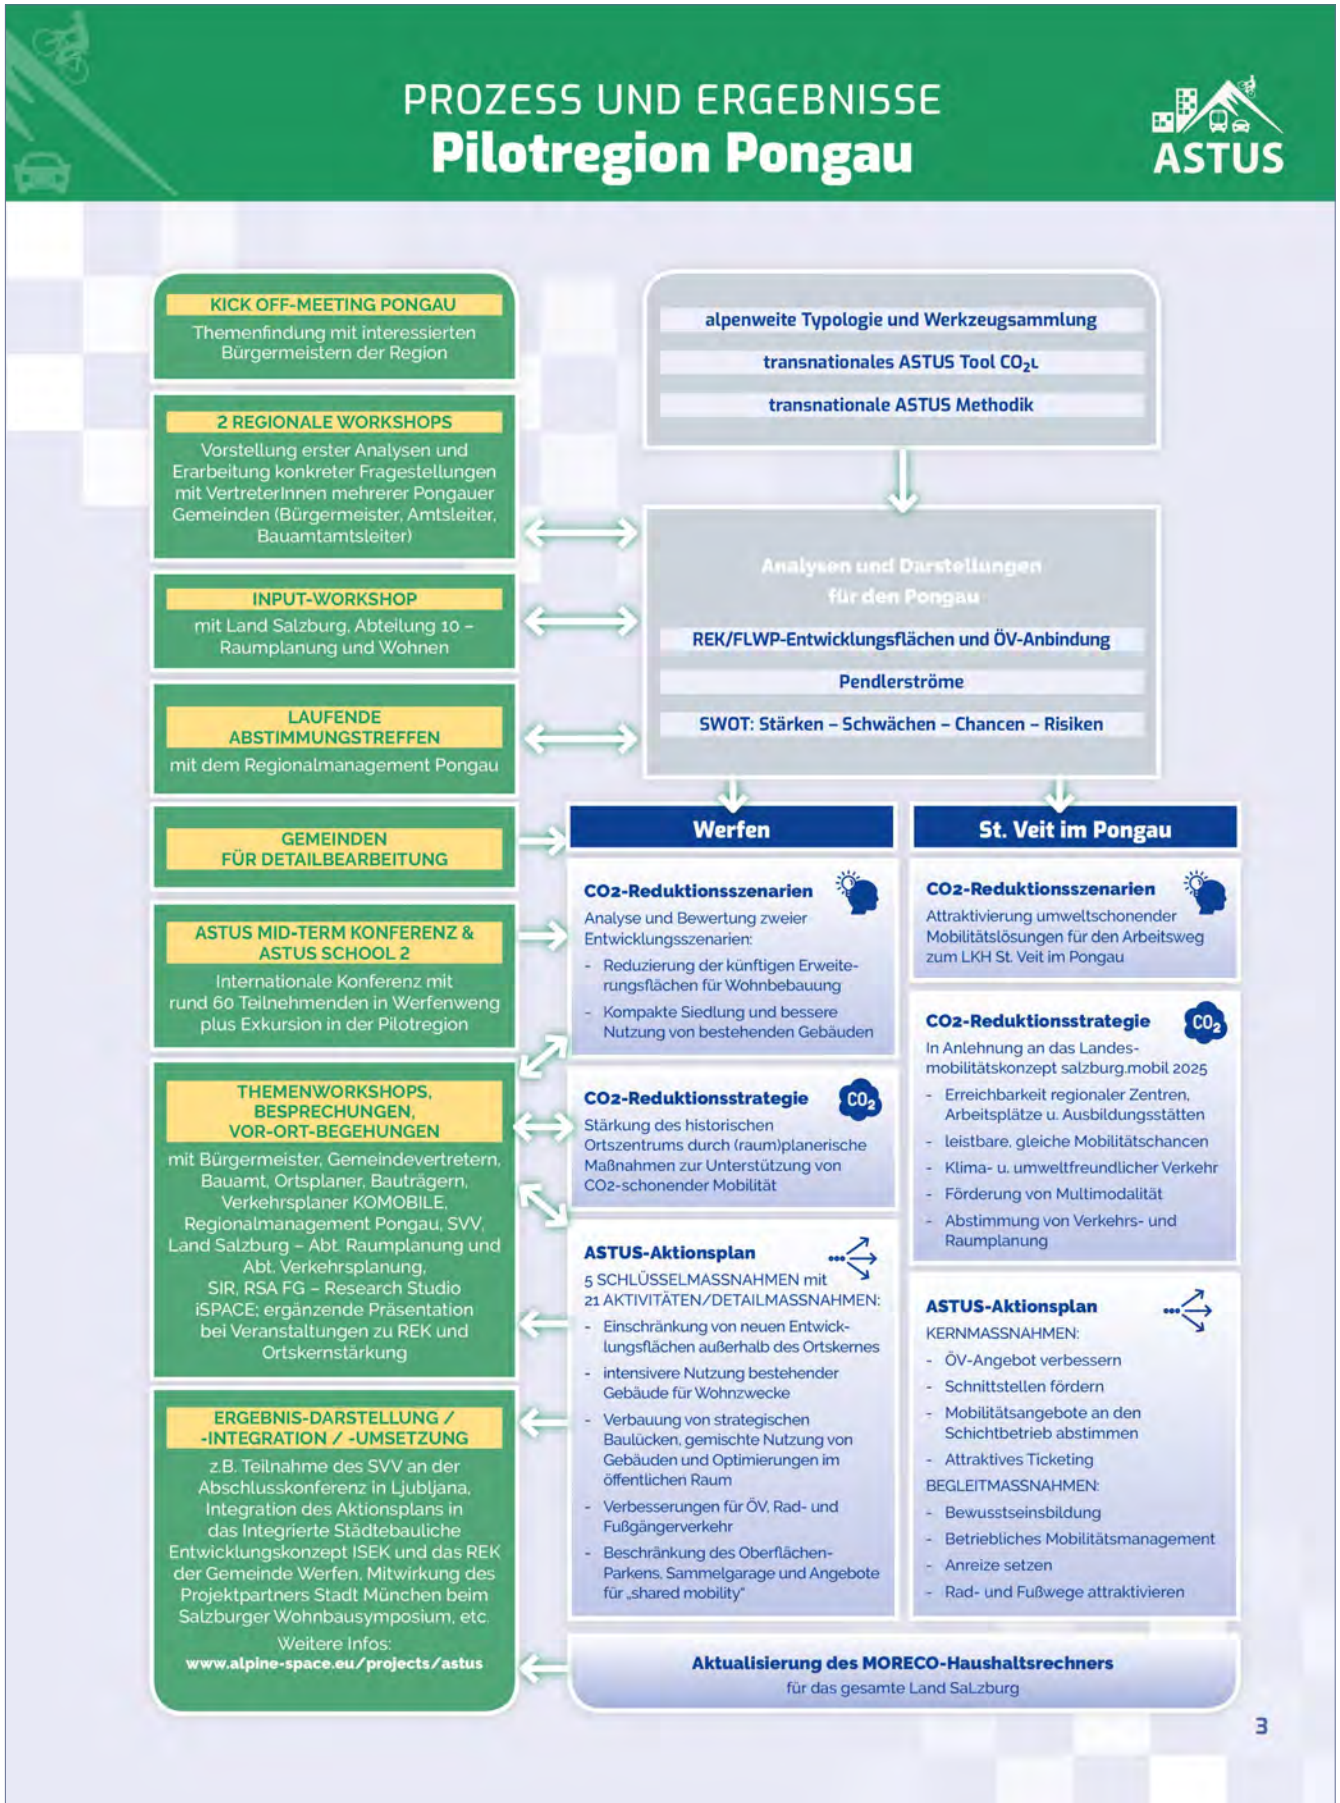 PROZESS UND ERGEBNISSE
Pilotregion Pongau
ASTUS
KICK OFF-MEETING PONGAU
Themenfindung mit interessierten
Bürgermeistern der Region
2 REGIONALE WORKSHOPS
Vorstellung erster Analysen und
Erarbeitung konkreter Fragestellungen
mit VertreterInnen mehrerer Pongauer
Gemeinden (Bürgermeister, Amtsleiter,
Bauamtamtsleiter)
INPUT-WORKSHOP
mit Land Salzburg, Abteilung 10 –
Raumplanung und Wohnen
LAUFENDE
ABSTIMMUNGSTREFFEN
mit dem Regionalmanagement Pongau
GEMEINDEN
FÜR DETAILBEARBEITUNG
ASTUS MID-TERM KONFERENZ &
ASTUS SCHOOL 2
Internationale Konferenz mit
rund 60 Teilnehmenden in Werfenweng
plus Exkursion in der Pilotregion
THEMENWORKSHOPS,
BESPRECHUNGEN,
VOR-ORT-BEGEHUNGEN
mit Bürgermeister, Gemeindevertretern,
Bauamt, Ortsplaner, Bauträgern,
Verkehrsplaner KOMOBILE,
Regionalmanagement Pongau, SVV,
Land Salzburg – Abt. Raumplanung und
Abt. Verkehrsplanung,
SIR, RSA FG – Research Studio
iSPACE; ergänzende Präsentation
bei Veranstaltungen zu REK und
Ortskernstärkung
ERGEBNIS-DARSTELLUNG /
-INTEGRATION / -UMSETZUNG
z.B. Teilnahme des SVV an der
Abschlusskonferenz in Ljubljana,
Integration des Aktionsplans in
das Integrierte Städtebauliche
Entwicklungskonzept ISEK und das REK
der Gemeinde Werfen, Mitwirkung des
Projektpartners Stadt München beim
Salzburger Wohnbausymposium, etc.
Weitere Infos:
www.alpine-space.eu/projects/astus
alpenweite Typologie und Werkzeugsammlung
transnationales ASTUS Tool CO₂L
transnationale ASTUS Methodik
Analysen und Darstellungen
für den Pongau
REK/FLWP-Entwicklungsflächen und ÖV-Anbindung
Pendlerströme
SWOT: Stärken – Schwächen – Chancen – Risiken
Werfen
CO2-Reduktionsszenarien
Analyse und Bewertung zweier
Entwicklungsszenarien:
- Reduzierung der künftigen Erweite-
rungsflächen für Wohnbebauung
- Kompakte Siedlung und bessere
Nutzung von bestehenden Gebäuden
CO2-Reduktionsstrategie
CO₂
Stärkung des historischen
Ortszentrums durch (raum)planerische
Maßnahmen zur Unterstützung von
CO2-schonender Mobilität
ASTUS-Aktionsplan
5 SCHLÜSSELMASSNAHMEN mit
21 AKTIVITÄTEN/DETAILMASSNAHMEN:
- Einschränkung von neuen Entwick-
lungsflächen außerhalb des Ortskernes
- intensivere Nutzung bestehender
Gebäude für Wohnzwecke
- Verbauung von strategischen
Baulücken, gemischte Nutzung von
Gebäuden und Optimierungen im
öffentlichen Raum
- Verbesserungen für ÖV, Rad- und
Fußgängerverkehr
- Beschränkung des Oberflächen-
Parkens, Sammelgarage und Angebote
für „shared mobility“
St. Veit im Pongau
CO2-Reduktionsszenarien
Attraktivierung umweltschonender
Mobilitätslösungen für den Arbeitsweg
zum LKH St. Veit im Pongau
CO2-Reduktionsstrategie
CO₂
In Anlehnung an das Landes-
mobilitätskonzept salzburg.mobil 2025
- Erreichbarkeit regionaler Zentren,
Arbeitsplätze u. Ausbildungsstätten
- leistbare, gleiche Mobilitätschancen
- Klima- u. umweltfreundlicher Verkehr
- Förderung von Multimodalität
- Abstimmung von Verkehrs- und
Raumplanung
ASTUS-Aktionsplan
KERNMASSNAHMEN:
- ÖV-Angebot verbessern
- Schnittstellen fördern
- Mobilitätsangebote an den
Schichtbetrieb abstimmen
- Attraktives Ticketing
BEGLEITMASSNAHMEN:
- Bewusstseinsbildung
- Betriebliches Mobilitätsmanagement
- Anreize setzen
- Rad- und Fußwege attraktivieren
Aktualisierung des MORECO-Haushaltsrechners
für das gesamte Land SaLzburg
3